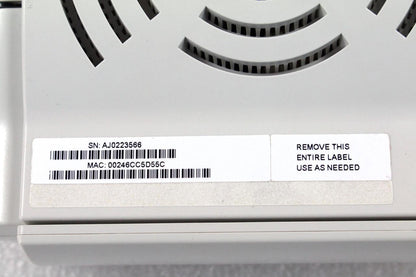 SN: AJ0223566
MAC: 00246CC5D55C
REMOVE THIS
ENTIRE LABEL
USE AS NEEDED